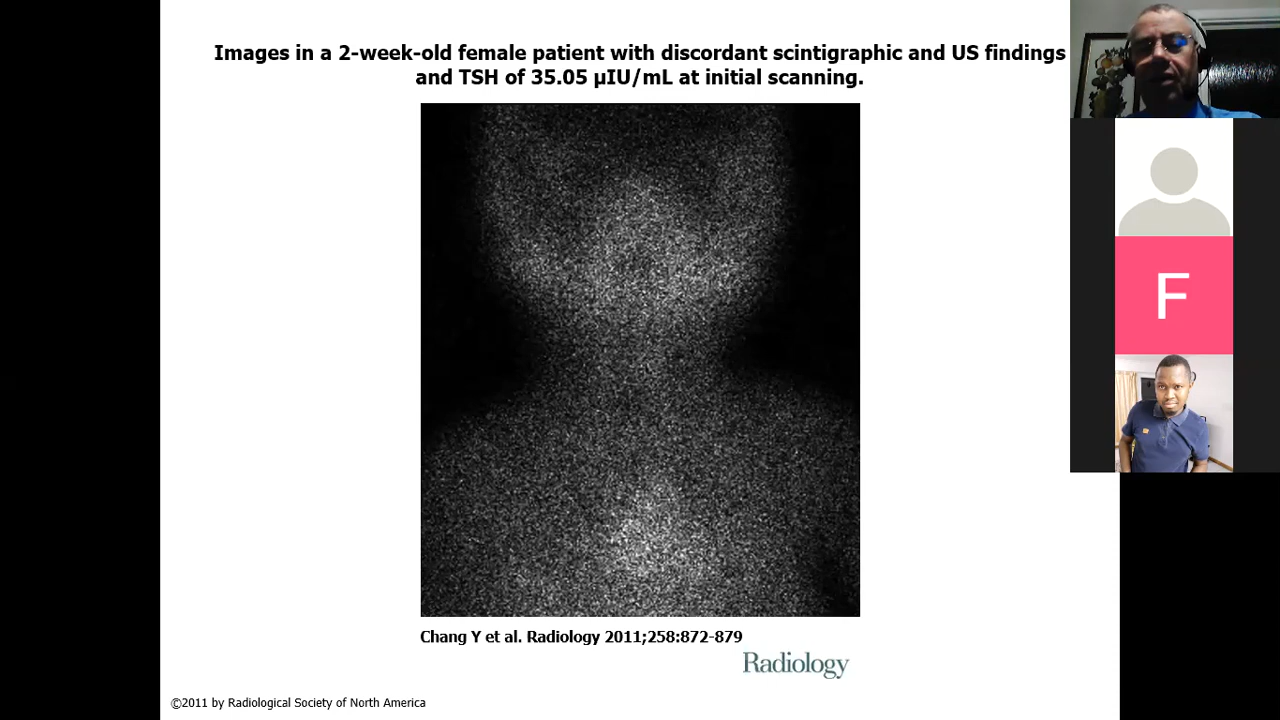 Images in a 2-week-old female patient with discordant scintigraphic and US findings
and TSH of 35.05 µIU/mL at initial scanning.
F
Chang Y et al. Radiology 2011;258:872-879
Radiology
©2011 by Radiological Society of North America